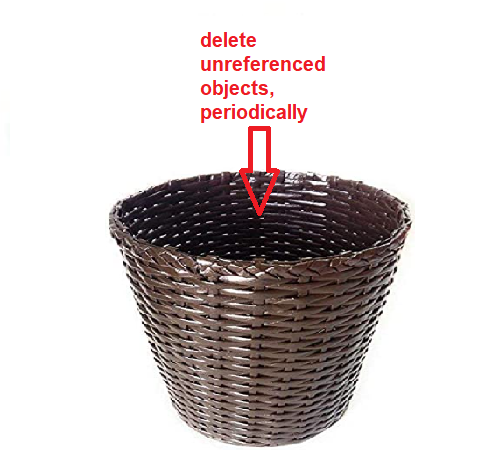 delete
unreferenced
objects,
periodically